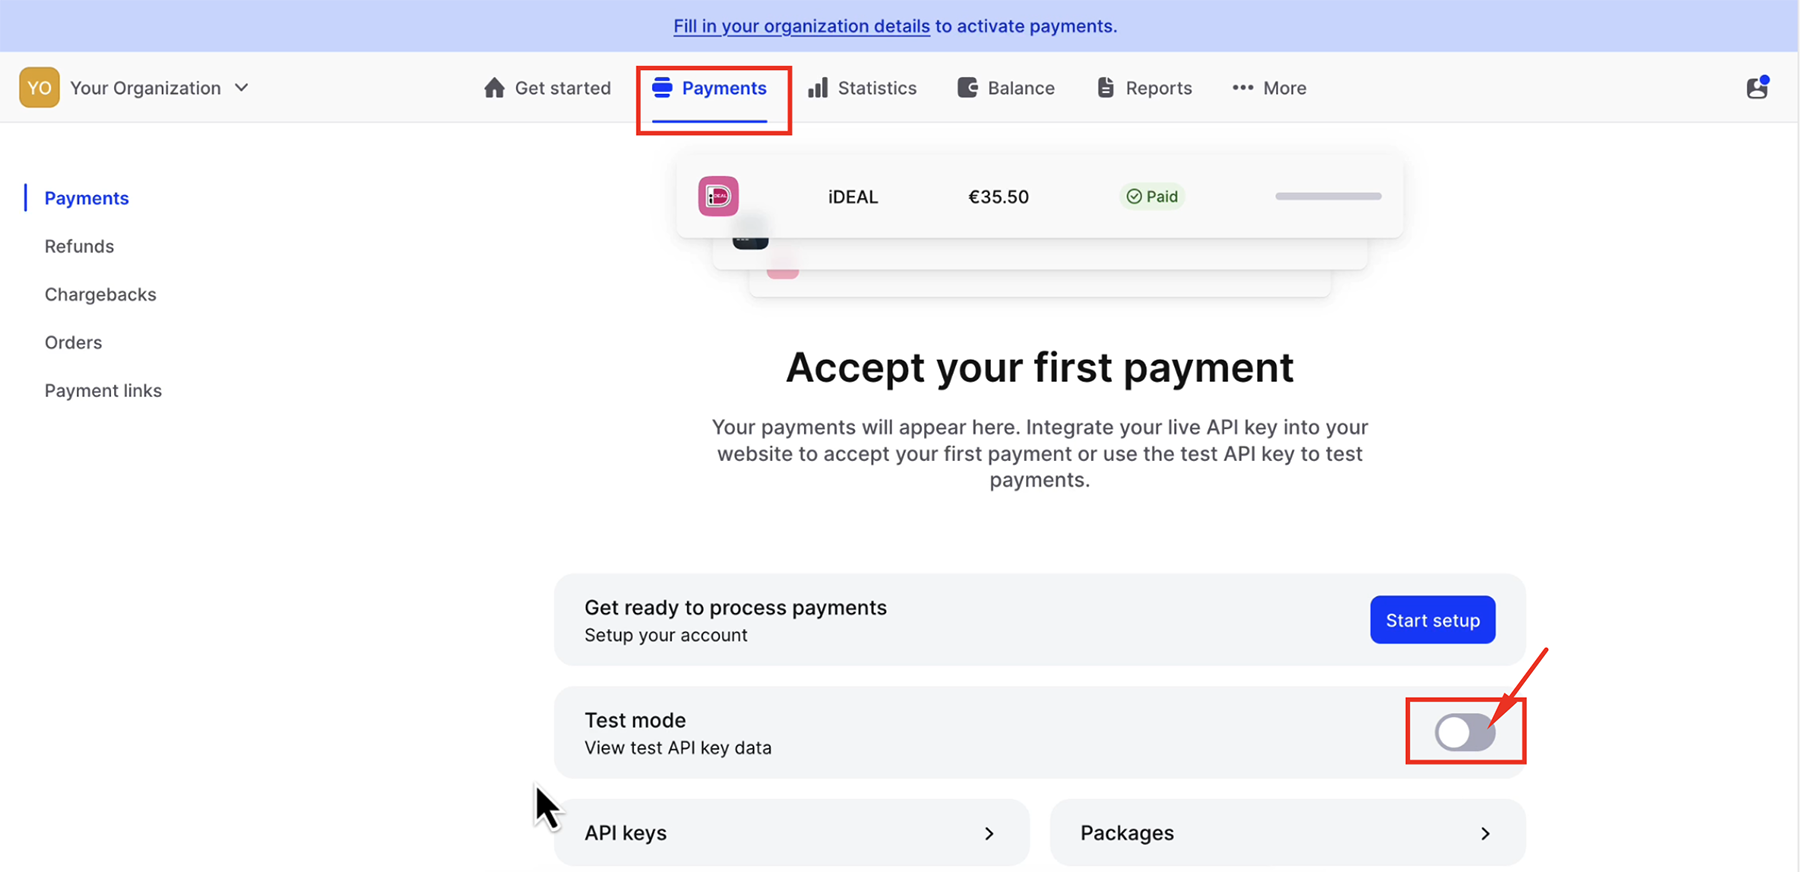 Fill in your organization details to activate payments.
YO Your Organization Get started Payments Statistics Balance Reports More
Payments
Refunds
Chargebacks
Orders
Payment links
iDEAL iDEAL €35.50 Paid
Accept your first payment
Your payments will appear here. Integrate your live API key into your
website to accept your first payment or use the test API key to test
payments.
Get ready to process payments
Setup your account
Start setup
Test mode
View test API key data
API keys
Packages